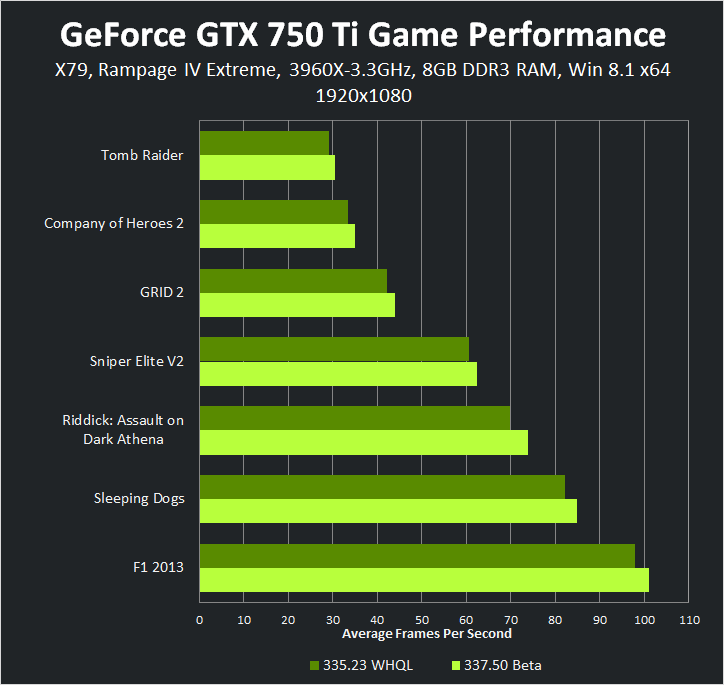 GeForce GTX 750 Ti Game Performance
X79, Rampage IV Extreme, 3960X-3.3GHz, 8GB DDR3 RAM, Win 8.1 x64
1920x1080
Tomb Raider
Company of Heroes 2
GRID 2
Sniper Elite V2
Riddick: Assault on
Dark Athena
Sleeping Dogs
F1 2013
0 10 20 30 40 50 60 70 80 90 100 110
Average Frames Per Second
335.23 WHQL 337.50 Beta